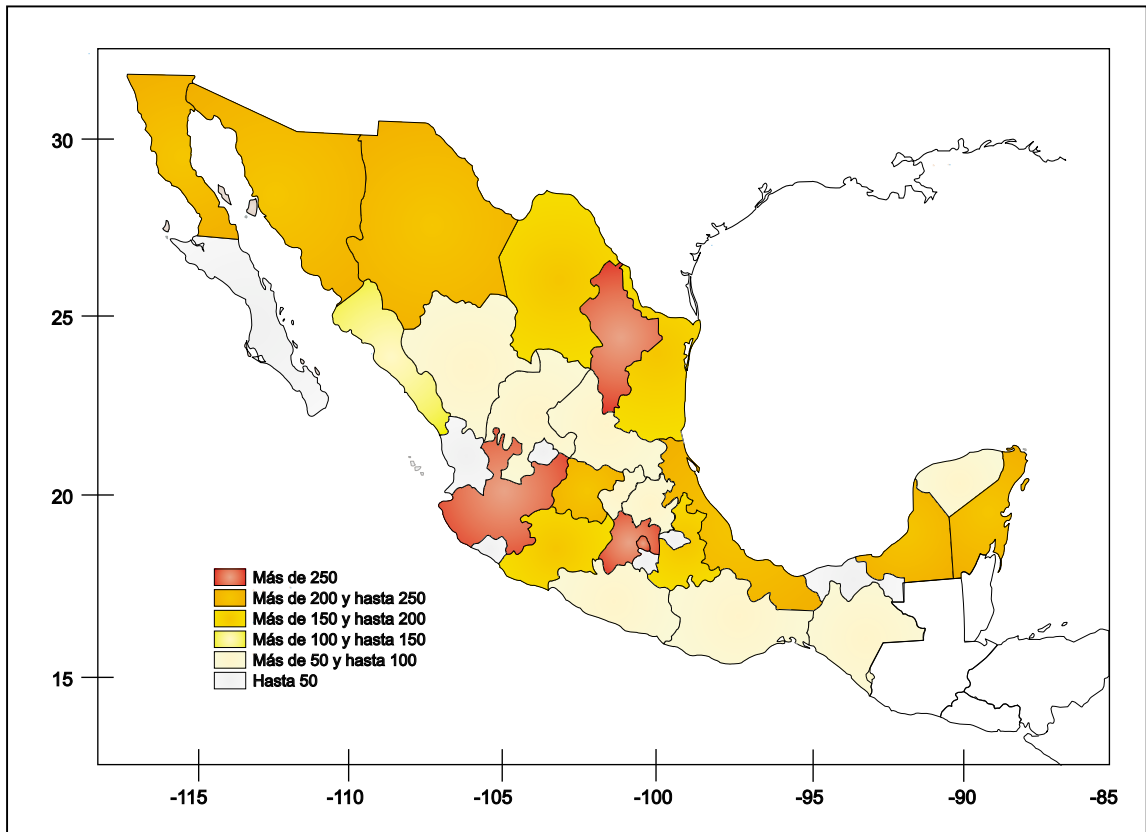 30
25
20
15
Más de 250
Más de 200 y hasta 250
Más de 150 y hasta 200
Más de 100 y hasta 150
Más de 50 y hasta 100
Hasta 50
-115 -110 -105 -100 -95 -90 -85